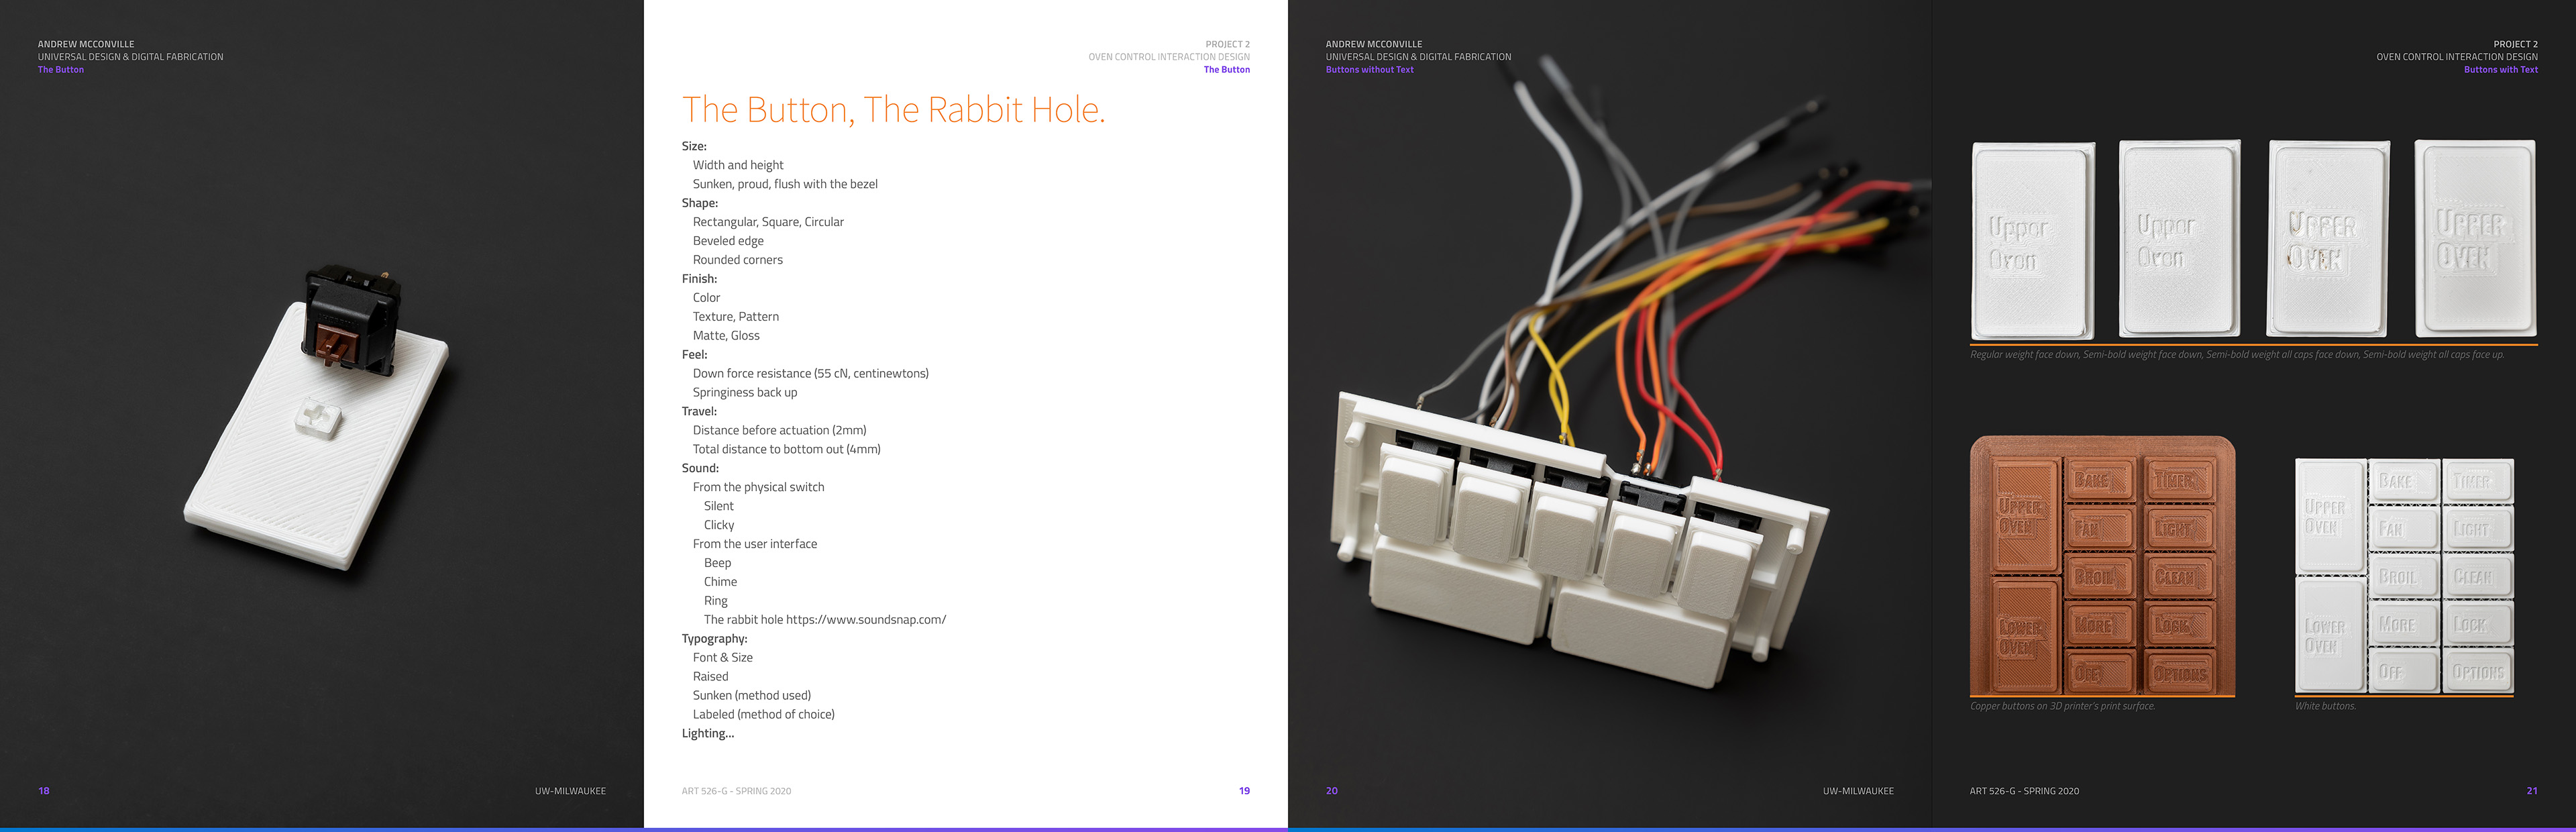 ANDREW MCCONVILLE
UNIVERSAL DESIGN & DIGITAL FABRICATION
The Button
18
UW-MILWAUKEE
PROJECT 2
OVEN CONTROL INTERACTION DESIGN
The Button
The Button, The Rabbit Hole.
Size:
Width and height
Sunken, proud, flush with the bezel
Shape:
Rectangular, Square, Circular
Beveled edge
Rounded corners
Finish:
Color
Texture, Pattern
Matte, Gloss
Feel:
Down force resistance (55 cN, centinewtons)
Springiness back up
Travel:
Distance before actuation (2mm)
Total distance to bottom out (4mm)
Sound:
From the physical switch
Silent
Clicky
From the user interface
Beep
Chime
Ring
The rabbit hole https://www.soundsnap.com/
Typography:
Font & Size
Raised
Sunken (method used)
Labeled (method of choice)
Lighting...
ART 526-G - SPRING 2020
19
ANDREW MCCONVILLE
UNIVERSAL DESIGN & DIGITAL FABRICATION
Buttons without Text
20
UW-MILWAUKEE
PROJECT 2
OVEN CONTROL INTERACTION DESIGN
Buttons with Text
Upper
Oven
Upper
Oven
UPPER
OVEN
UPPER
OVEN
Regular weight face down, Semi-bold weight face down, Semi-bold weight all caps face down, Semi-bold weight all caps face up.
UPPER
OVEN
LOWER
OVEN
BAKE
TIMER
FAN
LIGHT
BROIL
CLEAN
MORE
LOCK
OFF
OPTIONS
Copper buttons on 3D printer's print surface.
UPPER
OVEN
LOWER
OVEN
BAKE
TIMER
FAN
LIGHT
BROIL
CLEAN
MORE
LOCK
OFF
OPTIONS
White buttons.
ART 526-G - SPRING 2020
21